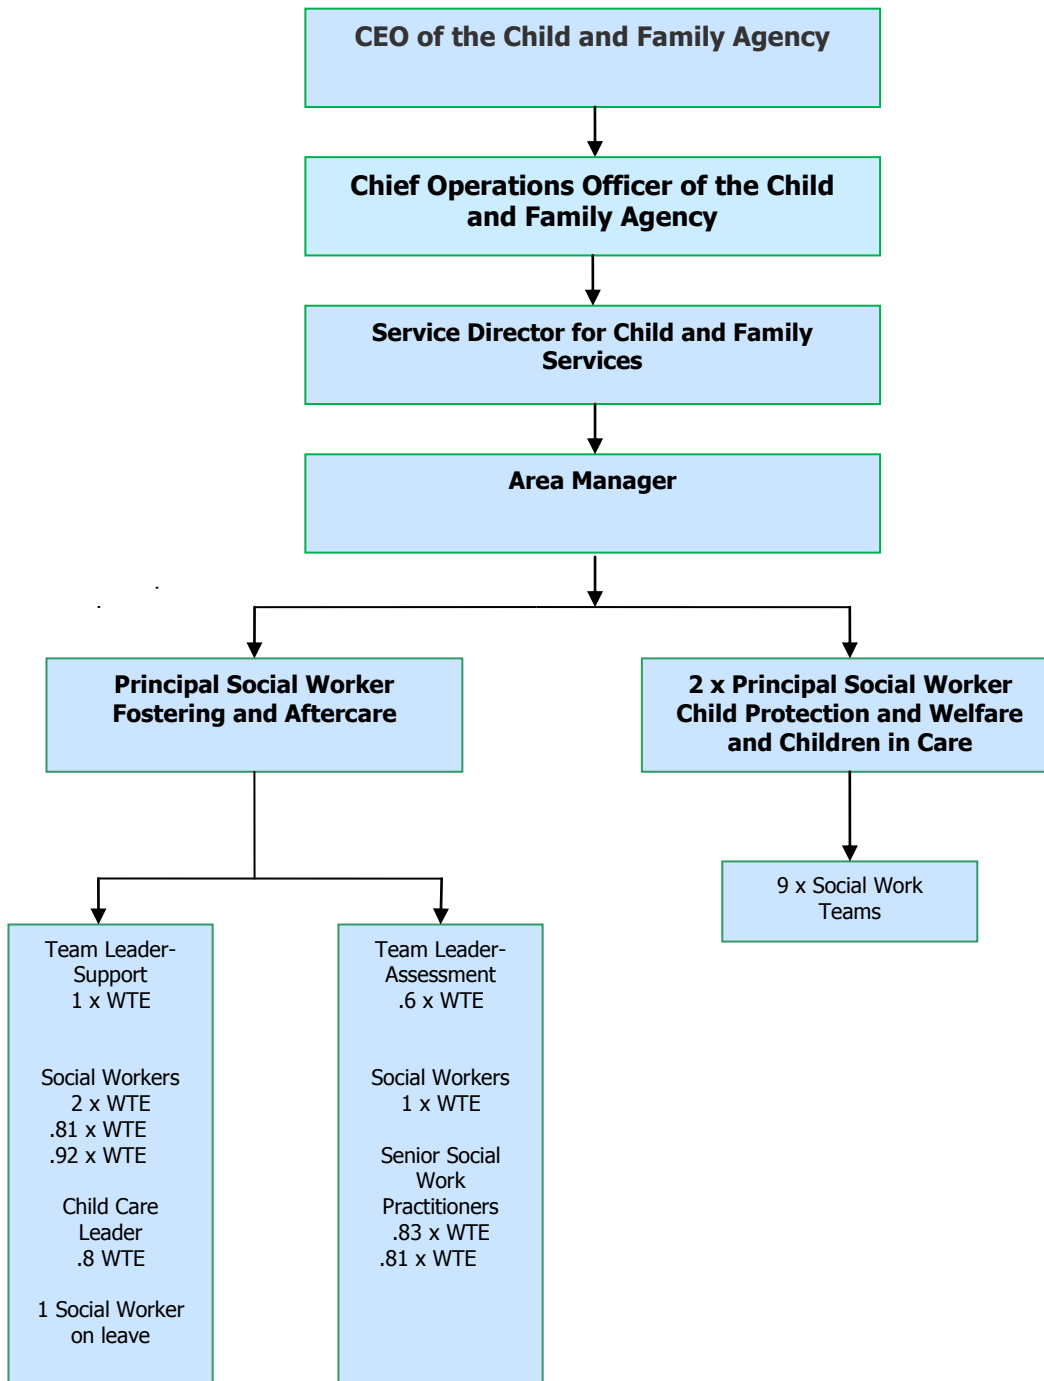 CEO of the Child and Family Agency
Chief Operations Officer of the Child
and Family Agency
Service Director for Child and Family
Services
Area Manager
Principal Social Worker
Fostering and Aftercare
2 x Principal Social Worker
Child Protection and Welfare
and Children in Care
9 x Social Work
Teams
Team Leader-
Support
1 x WTE
Social Workers
2 x WTE
.81 x WTE
.92 x WTE
Child Care
Leader
.8 WTE
1 Social Worker
on leave
Team Leader-
Assessment
.6 x WTE
Social Workers
1 x WTE
Senior Social
Work
Practitioners
.83 x WTE
.81 x WTE